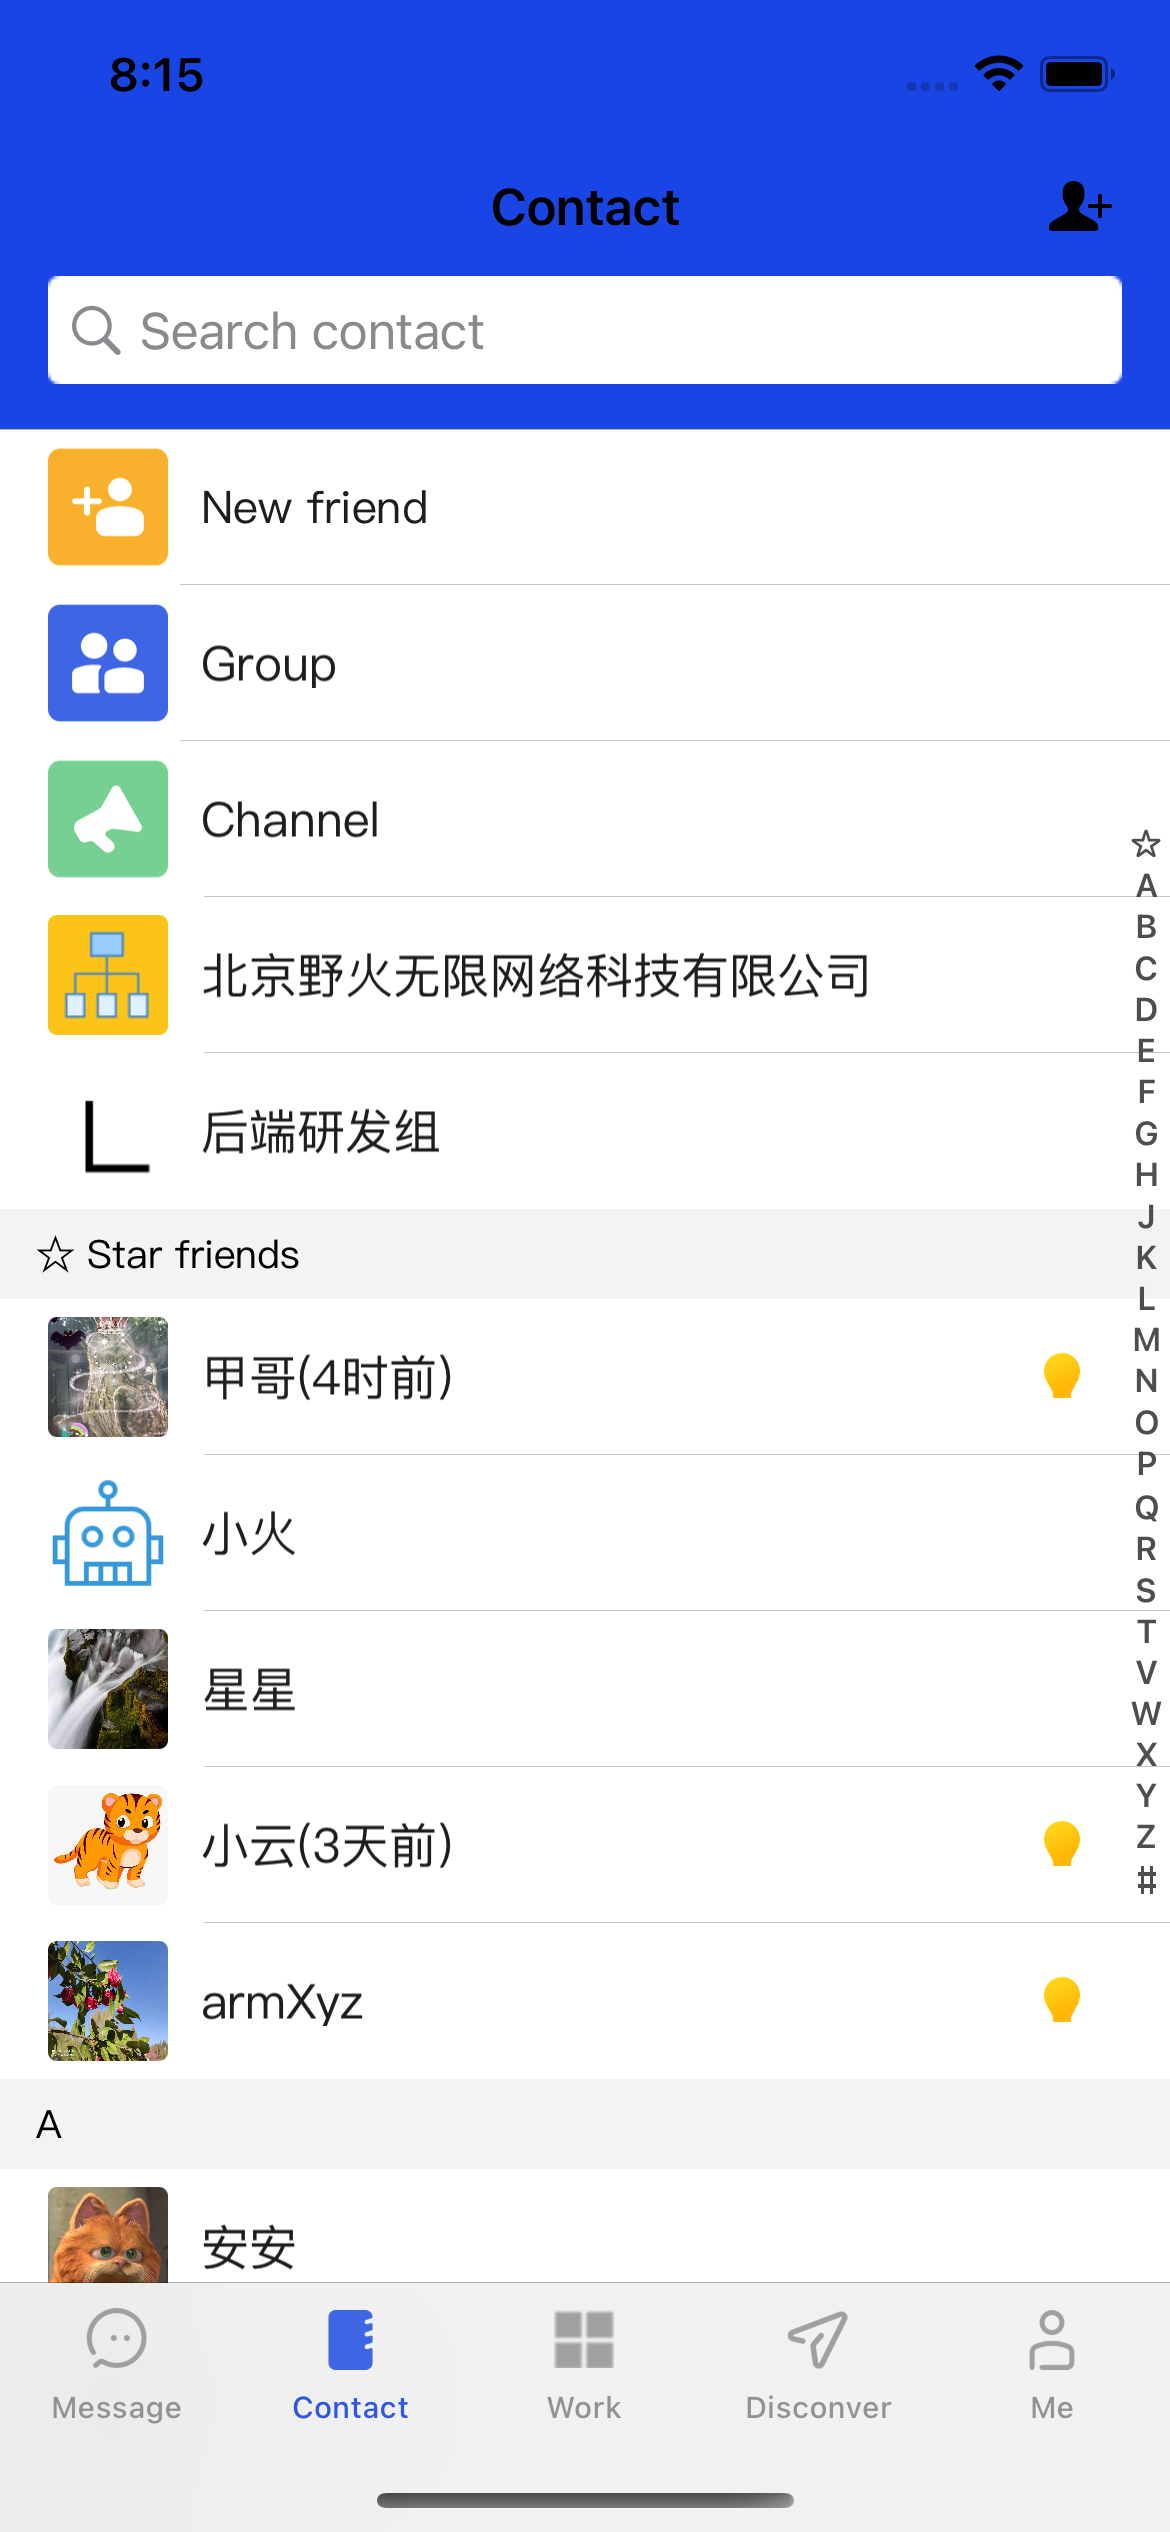 8:15
Contact
Search contact
New friend
Group
Channel
北京野火无限网络科技有限公司
后端研发组
☆ Star friends
甲哥(4时前)
小火
星星
小云(3天前)
armXyz
A
安安
☆
A
B
C
D
E
F
G
H
J
K
L
M
N
O
P
Q
R
S
T
V
W
X
Y
Z
#
Message
Contact
Work
Disconver
Me